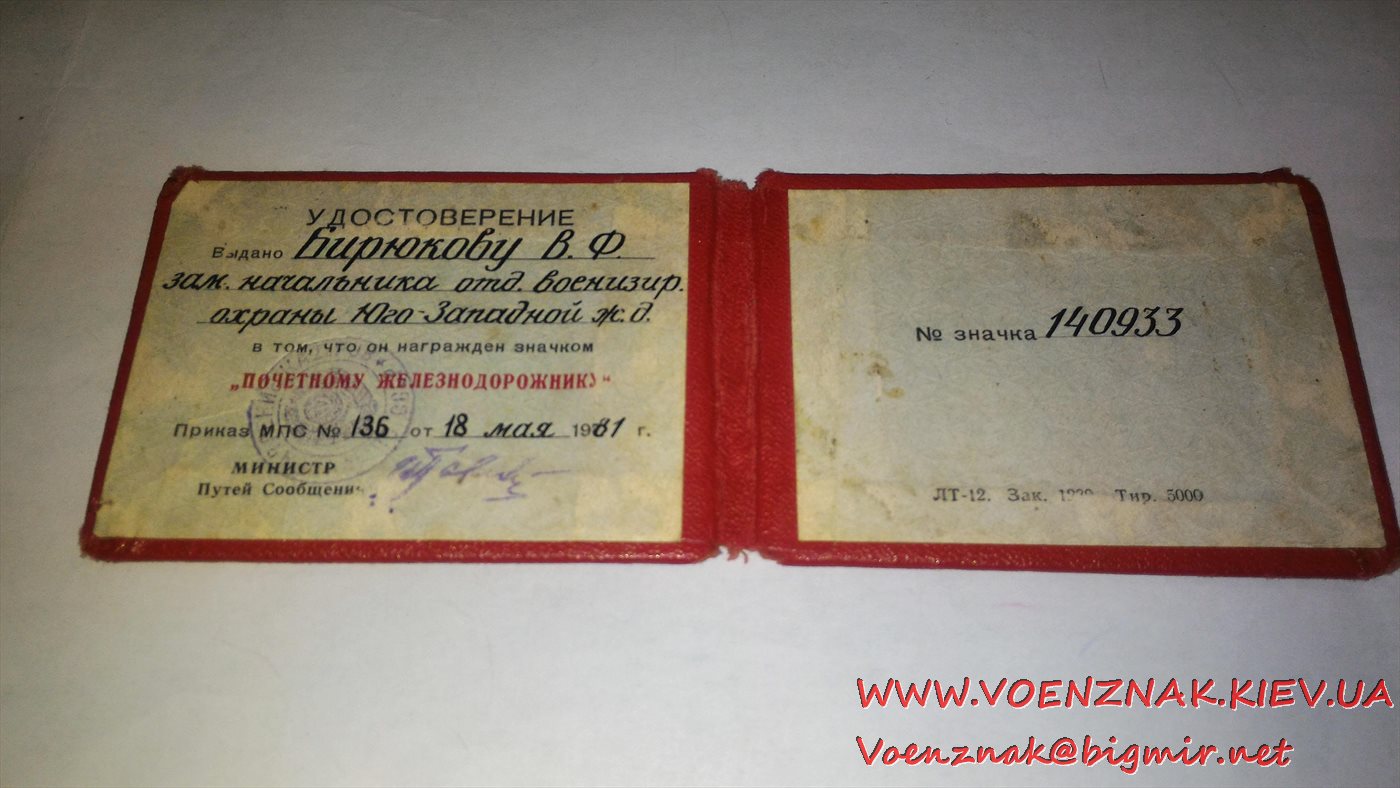 УДОСТОВЕРЕНИЕ
Выдано Бирюкову В. Ф.
зам. начальника отд. военизир.
охраны Юго-Западной ж.д.
в том, что он награжден значком
„ПОЧЕТНОМУ ЖЕЛЕЗНОДОРОЖНИКУ"
Приказ МПС № 136 от 18 мая 1981 г.
МИНИСТР
Путей Сообщения
№ значка 140933
ЛТ-12. Зак. Тир. 5000
WWW.VOENZNAK.KIEV.UA
Voenznak@bigmir.net